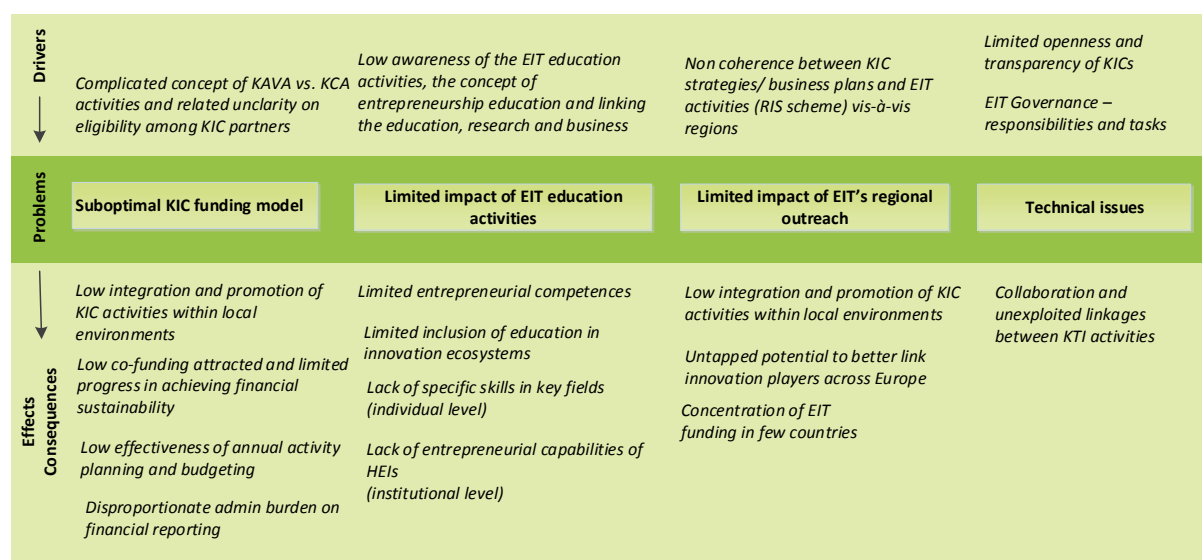 Drivers
Complicated concept of KAVA vs. KCA
activities and related unclarity on
eligibility among KIC partners
Low awareness of the EIT education
activities, the concept of
entrepreneurship education and linking
the education, research and business
Non coherence between KIC
strategies/ business plans and EIT
activities (RIS scheme) vis-à-vis
regions
Limited openness and
transparency of KICs
EIT Governance –
responsibilities and tasks
Problems
Suboptimal KIC funding model
Limited impact of EIT education
activities
Limited impact of EIT’s regional
outreach
Technical issues
Effects
Consequences
Low integration and promotion of
KIC activities within local
environments
Low co-funding attracted and limited
progress in achieving financial
sustainability
Low effectiveness of annual activity
planning and budgeting
Disproportionate admin burden on
financial reporting
Limited entrepreneurial competences
Limited inclusion of education in
innovation ecosystems
Lack of specific skills in key fields
(individual level)
Lack of entrepreneurial capabilities of
HEIs
(institutional level)
Low integration and promotion of KIC
activities within local environments
Untapped potential to better link
innovation players across Europe
Concentration of EIT
funding in few countries
Collaboration and
unexploited linkages
between KTI activities